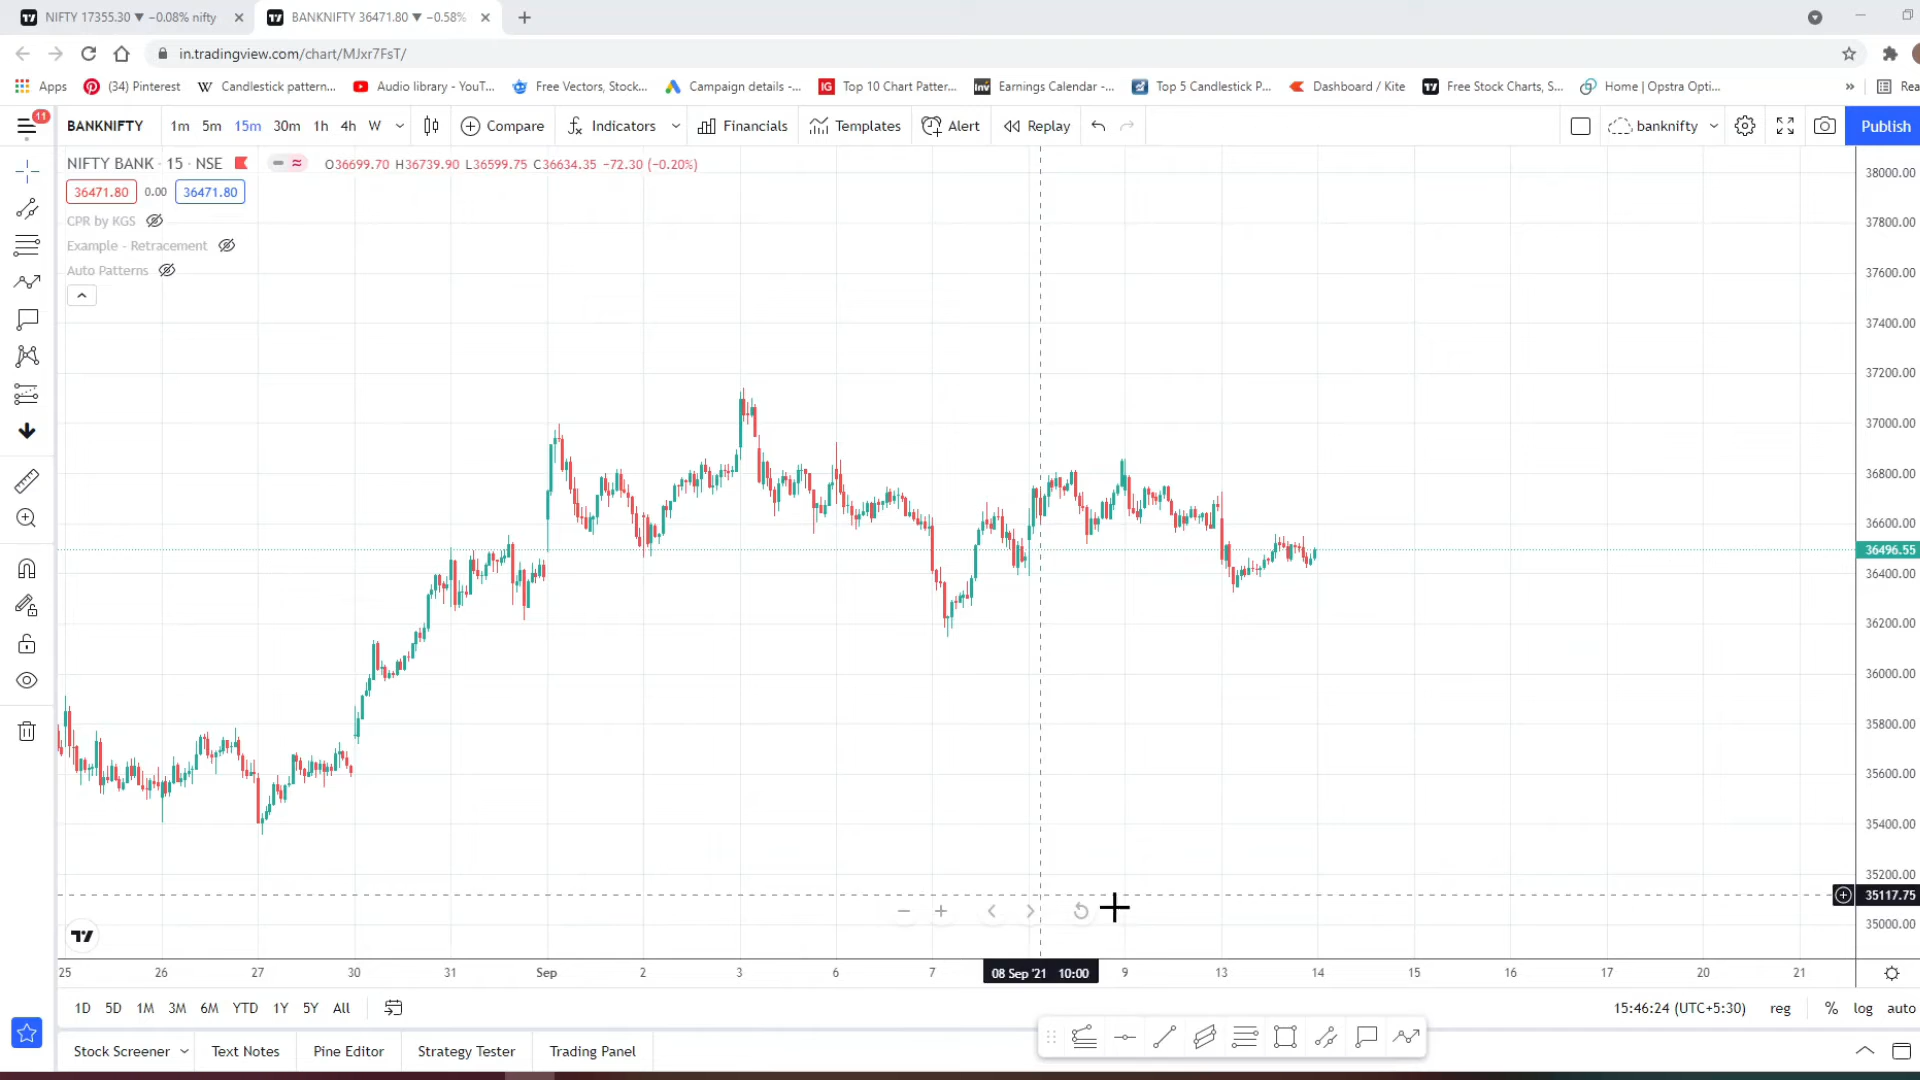 NIFTY 17355.30 ▼ −0.08% nifty
BANKNIFTY 36471.80 ▼ −0.58%
in.tradingview.com/chart/MJxr7FsT/
Apps (34) Pinterest Candlestick pattern... Audio library - YouT... Free Vectors, Stock... Campaign details -... Top 10 Chart Patter... Earnings Calendar -... Top 5 Candlestick P... Dashboard / Kite Free Stock Charts, S... Home | Opstra Opti... » Rea
11
BANKNIFTY 1m 5m 15m 30m 1h 4h W Compare Indicators Financials Templates Alert Replay banknifty Publish
NIFTY BANK · 15 · NSE O36699.70 H36739.90 L36599.75 C36634.35 −72.30 (−0.20%)
36471.80 0.00 36471.80
CPR by KGS
Example - Retracement
Auto Patterns
38000.00
37800.00
37600.00
37400.00
37200.00
37000.00
36800.00
36600.00
36496.55
36400.00
36200.00
36000.00
35800.00
35600.00
35400.00
35200.00
35117.75
35000.00
25 26 27 30 31 Sep 2 3 6 7 08 Sep '21 10:00 9 13 14 15 16 17 20 21
1D 5D 1M 3M 6M YTD 1Y 5Y All 15:46:24 (UTC+5:30) reg % log auto
Stock Screener Text Notes Pine Editor Strategy Tester Trading Panel